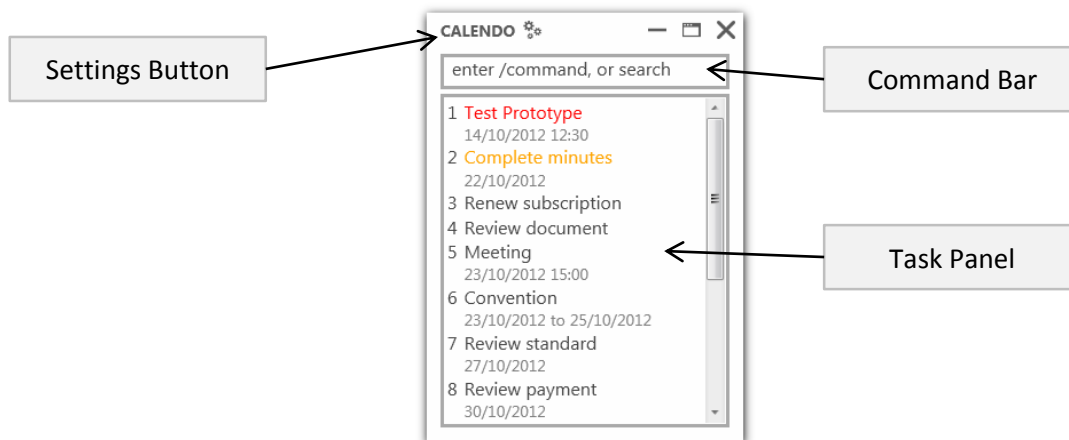 CALENDO
Settings Button
enter /command, or search
Command Bar
1 Test Prototype
14/10/2012 12:30
2 Complete minutes
22/10/2012
3 Renew subscription
4 Review document
5 Meeting
23/10/2012 15:00
Task Panel
6 Convention
23/10/2012 to 25/10/2012
7 Review standard
27/10/2012
8 Review payment
30/10/2012